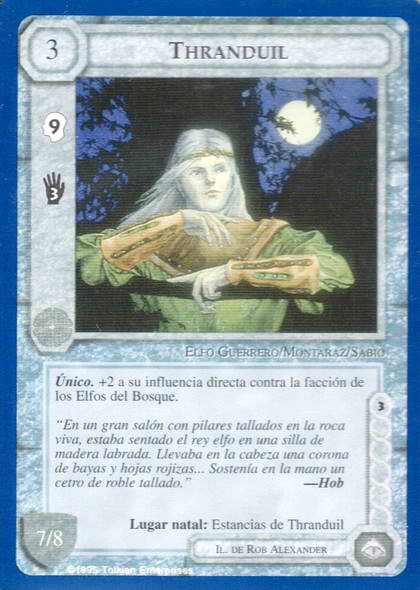 3
THRANDUIL
9
3
ELFO GUERRERO/MONTARAZ/SABIO
Único. +2 a su influencia directa contra la facción de
los Elfos del Bosque.
3
“En un gran salón con pilares tallados en la roca
viva, estaba sentado el rey elfo en una silla de
madera labrada. Llevaba en la cabeza una corona
de bayas y hojas rojizas... Sostenía en la mano un
cetro de roble tallado.” —Hob
Lugar natal: Estancias de Thranduil
7/8
IL. DE ROB ALEXANDER
©1995 Tolkien Enterprises